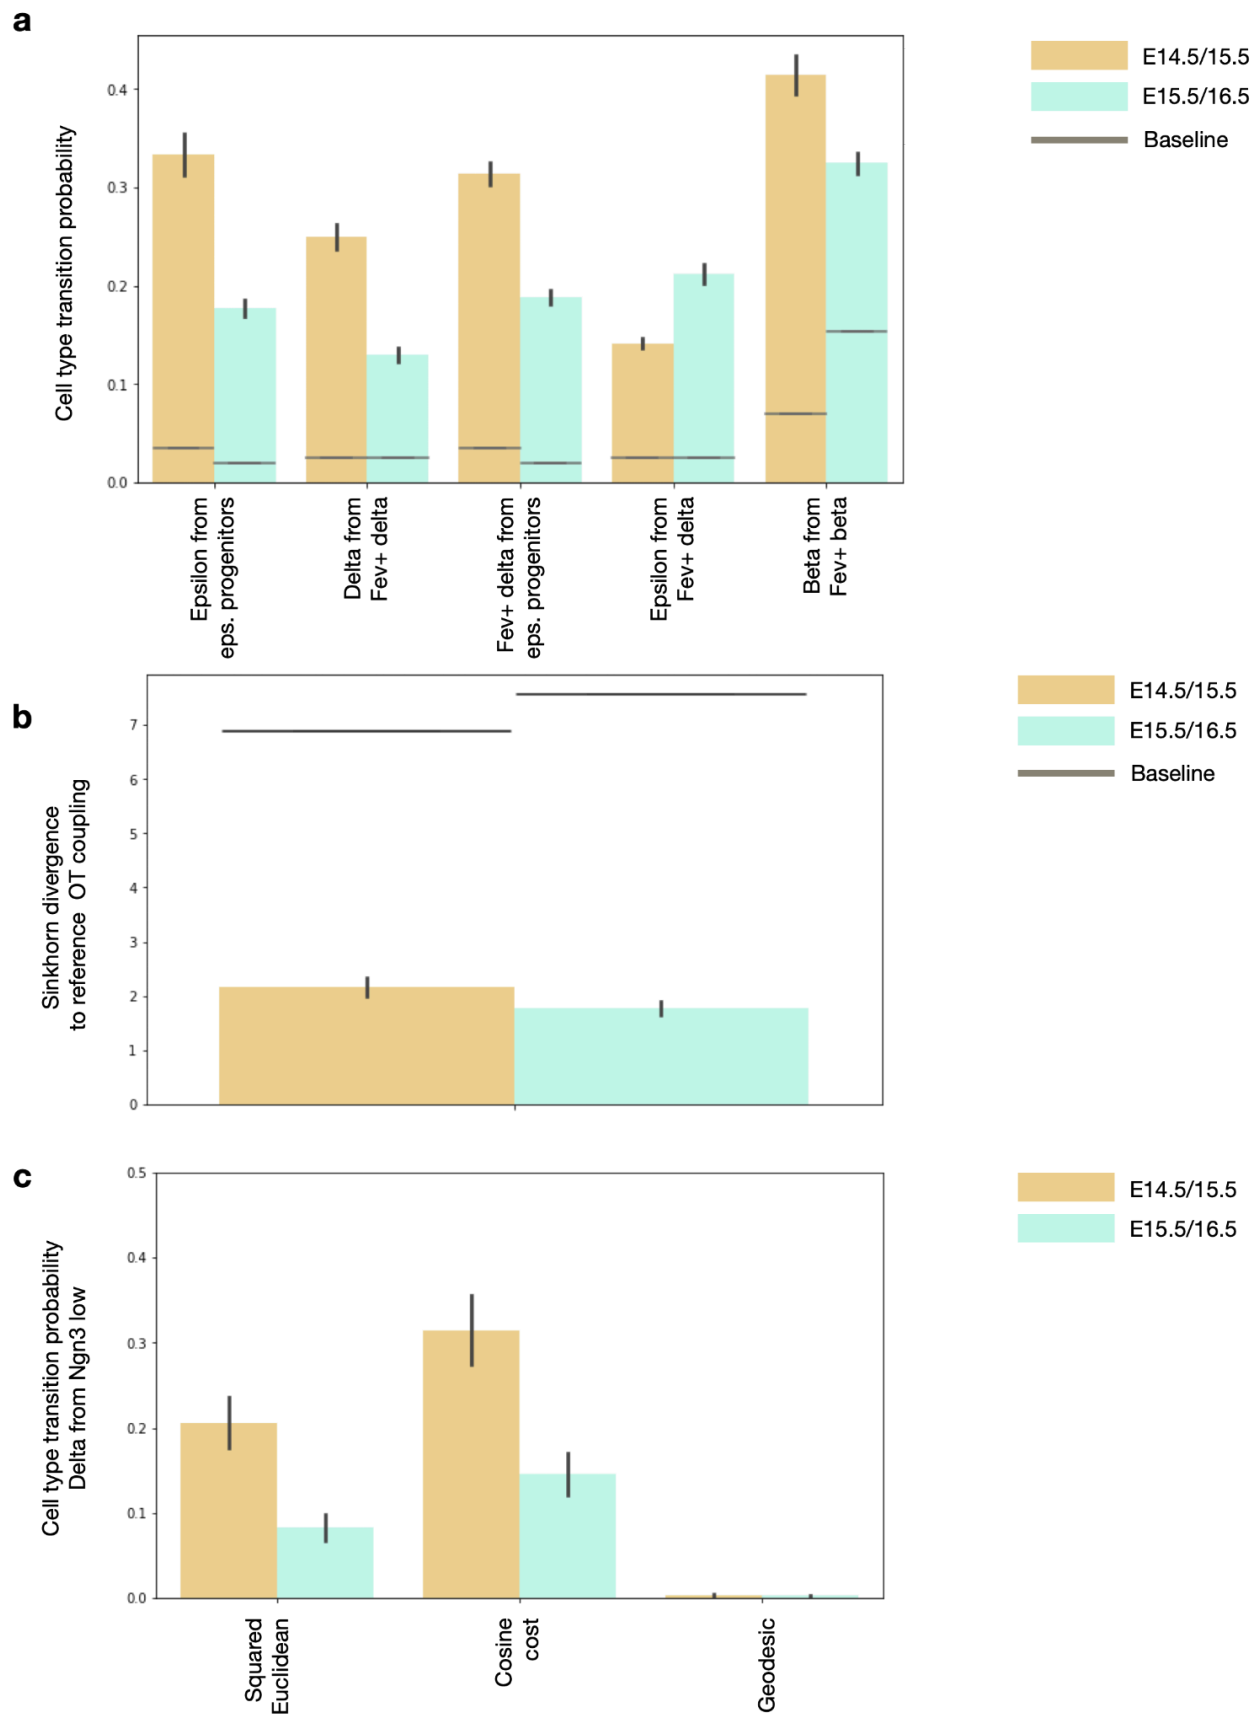 a
Cell type transition probability
0.4
0.3
0.2
0.1
0.0
Epsilon from
eps. progenitors
Delta from
Fev+ delta
Fev+ delta from
eps. progenitors
Epsilon from
Fev+ delta
Beta from
Fev+ beta
E14.5/15.5
E15.5/16.5
Baseline
b
Sinkhorn divergence
to reference OT coupling
7
6
5
4
3
2
1
0
E14.5/15.5
E15.5/16.5
Baseline
c
Cell type transition probability
Delta from Ngn3 low
0.5
0.4
0.3
0.2
0.1
0.0
Squared
Euclidean
Cosine
cost
Geodesic
E14.5/15.5
E15.5/16.5